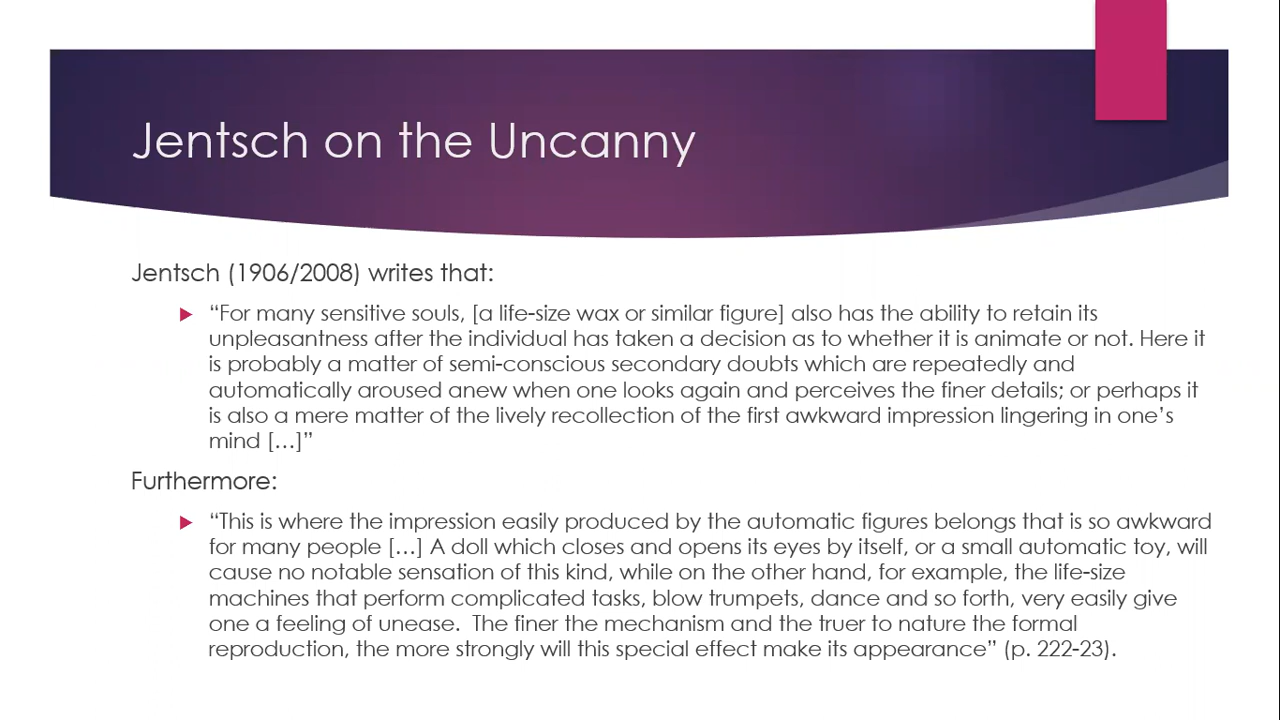 Jentsch on the Uncanny
Jentsch (1906/2008) writes that:
“For many sensitive souls, [a life-size wax or similar figure] also has the ability to retain its
unpleasantness after the individual has taken a decision as to whether it is animate or not. Here it
is probably a matter of semi-conscious secondary doubts which are repeatedly and
automatically aroused anew when one looks again and perceives the finer details; or perhaps it
is also a mere matter of the lively recollection of the first awkward impression lingering in one’s
mind […]”
Furthermore:
“This is where the impression easily produced by the automatic figures belongs that is so awkward
for many people […] A doll which closes and opens its eyes by itself, or a small automatic toy, will
cause no notable sensation of this kind, while on the other hand, for example, the life-size
machines that perform complicated tasks, blow trumpets, dance and so forth, very easily give
one a feeling of unease.  The finer the mechanism and the truer to nature the formal
reproduction, the more strongly will this special effect make its appearance” (p. 222-23).